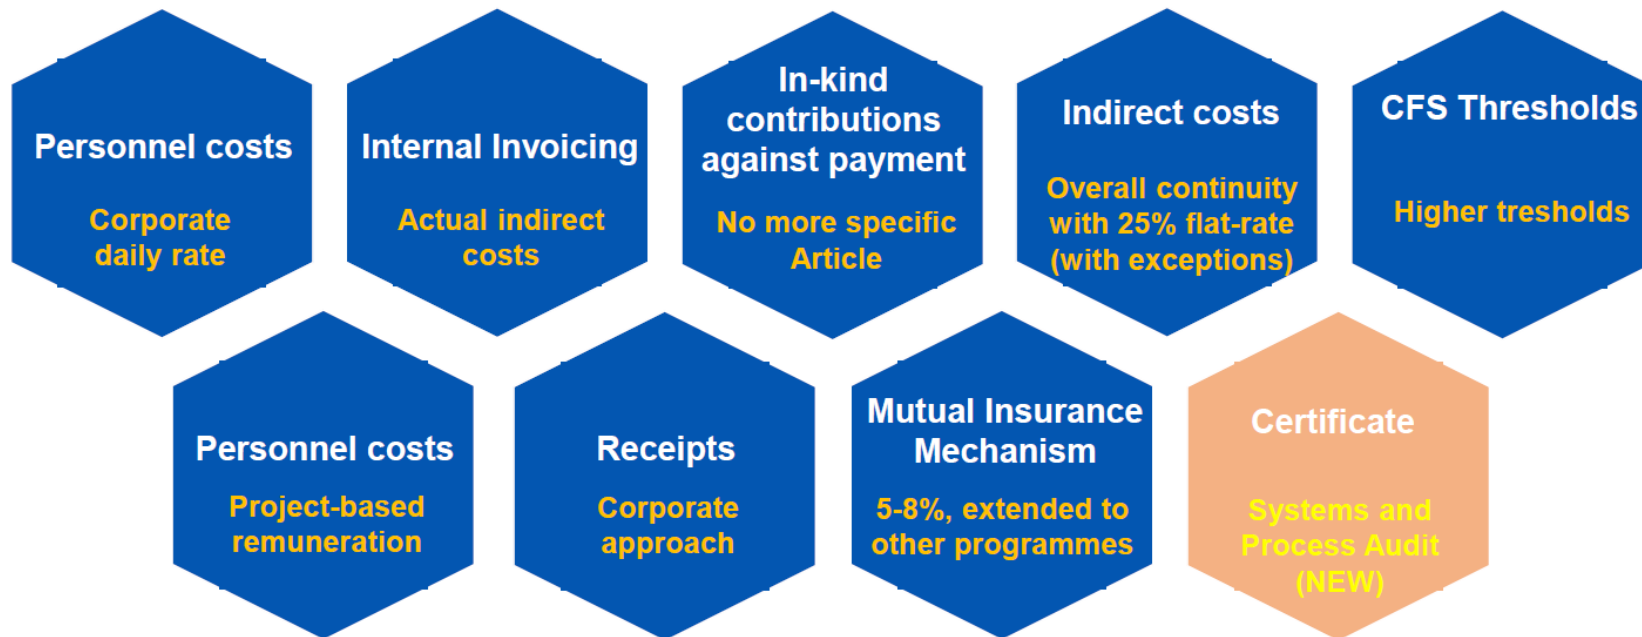 Personnel costs
Corporate
daily rate
Internal Invoicing
Actual indirect
costs
In-kind
contributions
against payment
No more specific
Article
Indirect costs
Overall continuity
with 25% flat-rate
(with exceptions)
CFS Thresholds
Higher tresholds
Personnel costs
Project-based
remuneration
Receipts
Corporate
approach
Mutual Insurance
Mechanism
5-8%, extended to
other programmes
Certificate
Systems and
Process Audit
(NEW)